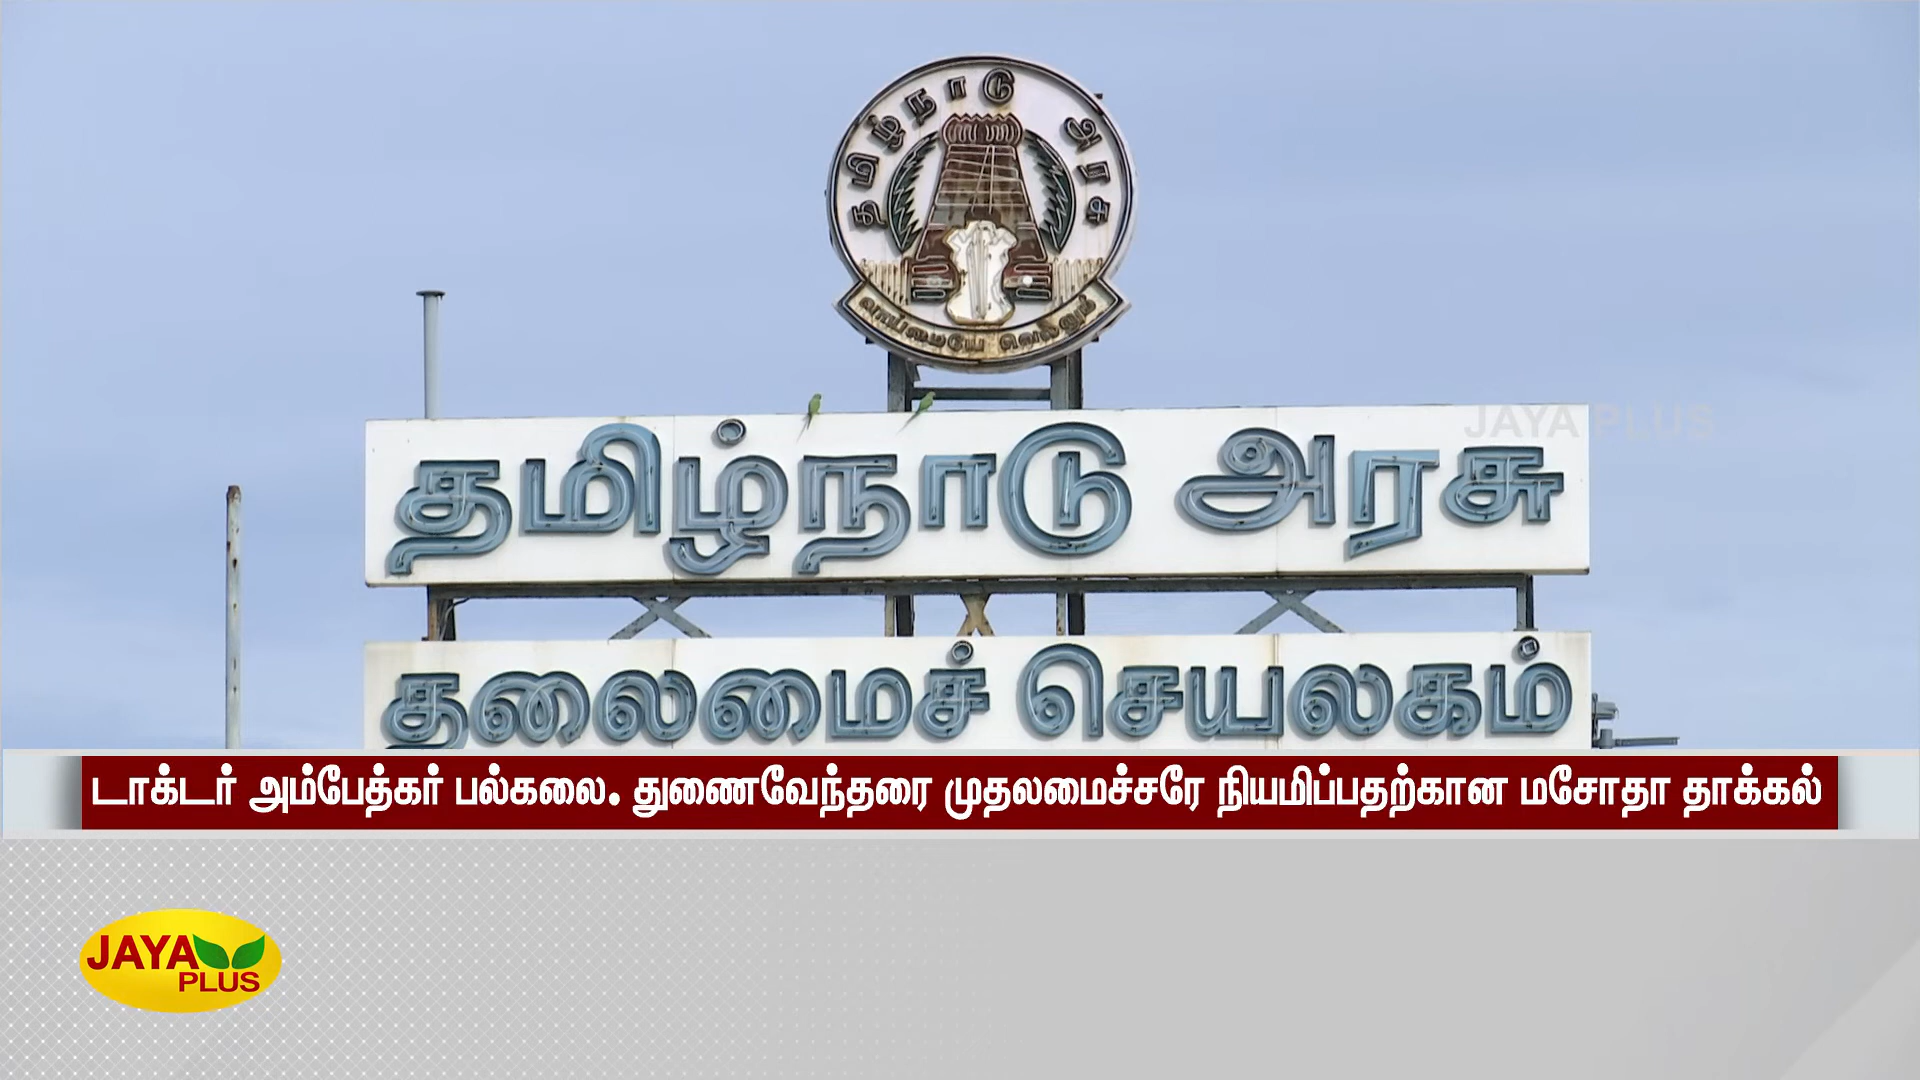 தமிழ்நாடு அரசு
வாய்மையே வெல்லும்
தமிழ்நாடு அரசு
JAYA PLUS
தலைமைச் செயலகம்
டாக்டர் அம்பேத்கர் பல்கலை. துணைவேந்தரை முதலமைச்சரே நியமிப்பதற்கான மசோதா தாக்கல்
JAYA
PLUS